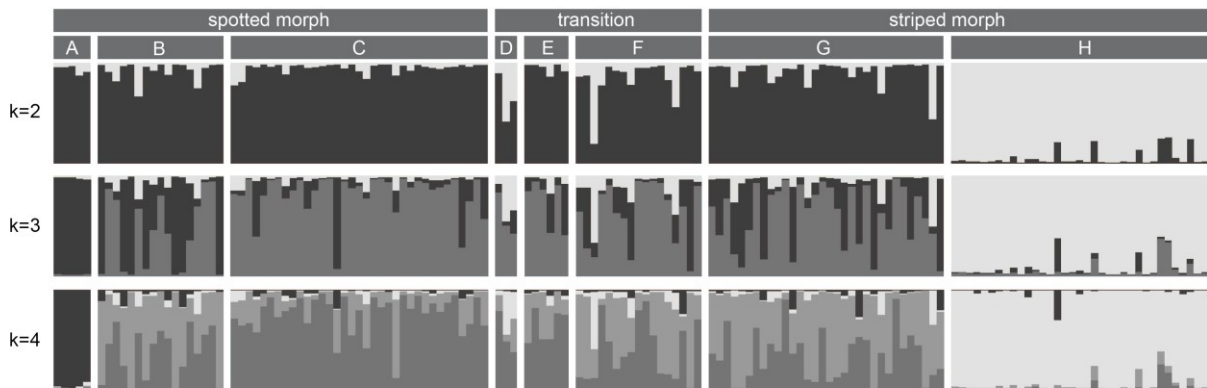 spotted morph transition striped morph
A B C D E F G H
k=2
k=3
k=4